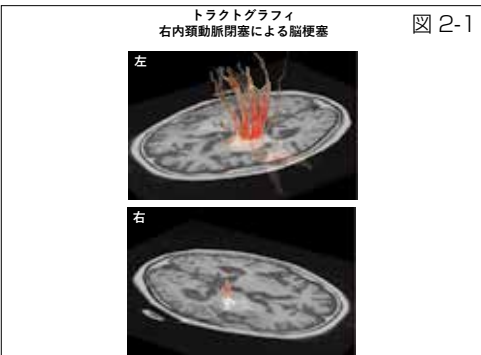 トラクトグラフィ
右内頚動脈閉塞による脳梗塞
図 2-1
左
右